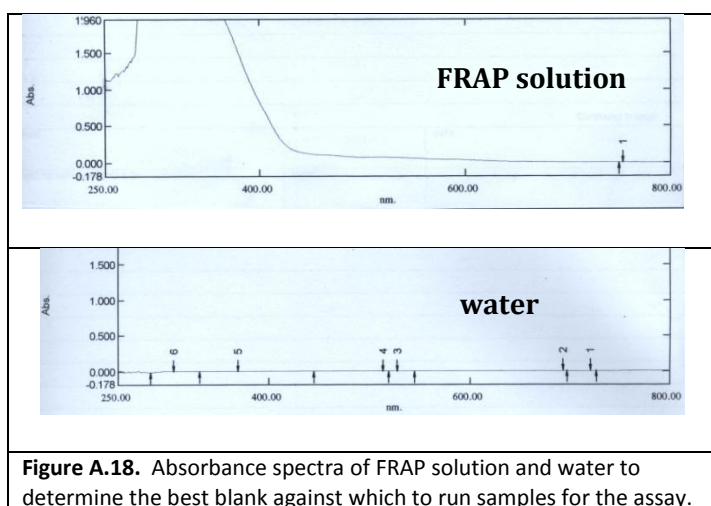 1.960
1.500
1.000
0.500
0.000
-0.178
Abs.
FRAP solution
1
250.00 400.00 600.00 800.00
nm.
1.500
1.000
0.500
0.000
-0.178
Abs.
water
6 5 4 3 2 1
250.00 400.00 600.00 800.00
nm.
Figure A.18. Absorbance spectra of FRAP solution and water to
determine the best blank against which to run samples for the assay.